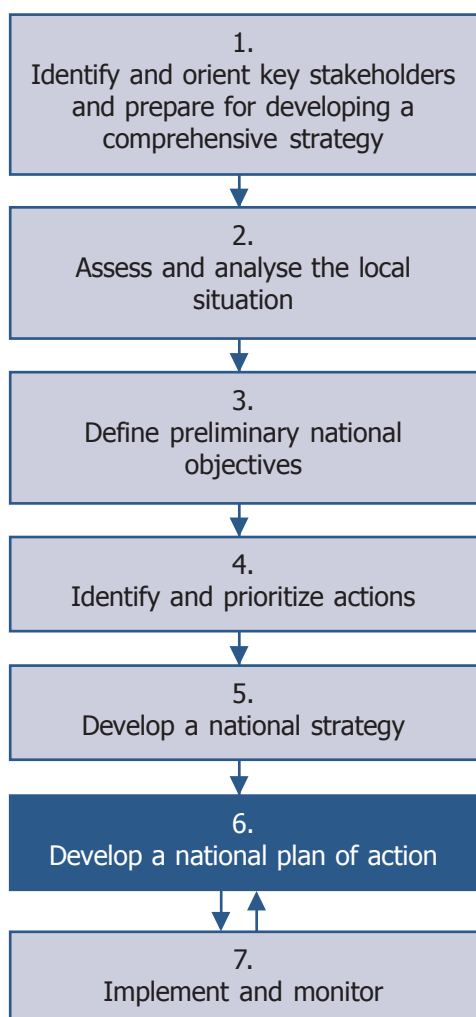 1.
Identify and orient key stakeholders
and prepare for developing a
comprehensive strategy
2.
Assess and analyse the local
situation
3.
Define preliminary national
objectives
4.
Identify and prioritize actions
5.
Develop a national strategy
6.
Develop a national plan of action
7.
Implement and monitor